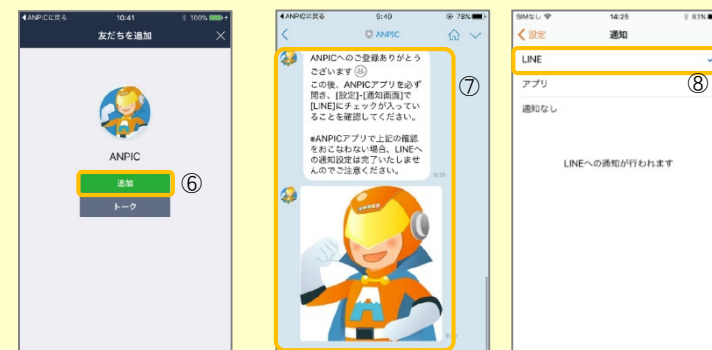 ◀ANPICに戻る 10:41 100%
友だちを追加
ANPIC
追加
⑥
トーク
◀ANPICに戻る 9:40 78%
ANPIC
ANPICへのご登録ありがとう
ございます
この後、ANPICアプリを必ず
開き、[設定]-[通知画面]で
[LINE]にチェックが入ってい
ることを確認してください。
※ANPICアプリで上記の確認
をおこなわない場合、LINEへ
の通知設定は完了いたしませ
んのでご注意ください。
9:39
⑦
SIMなし 14:25 83%
設定 通知
LINE
⑧
アプリ
通知なし
LINEへの通知が行われます